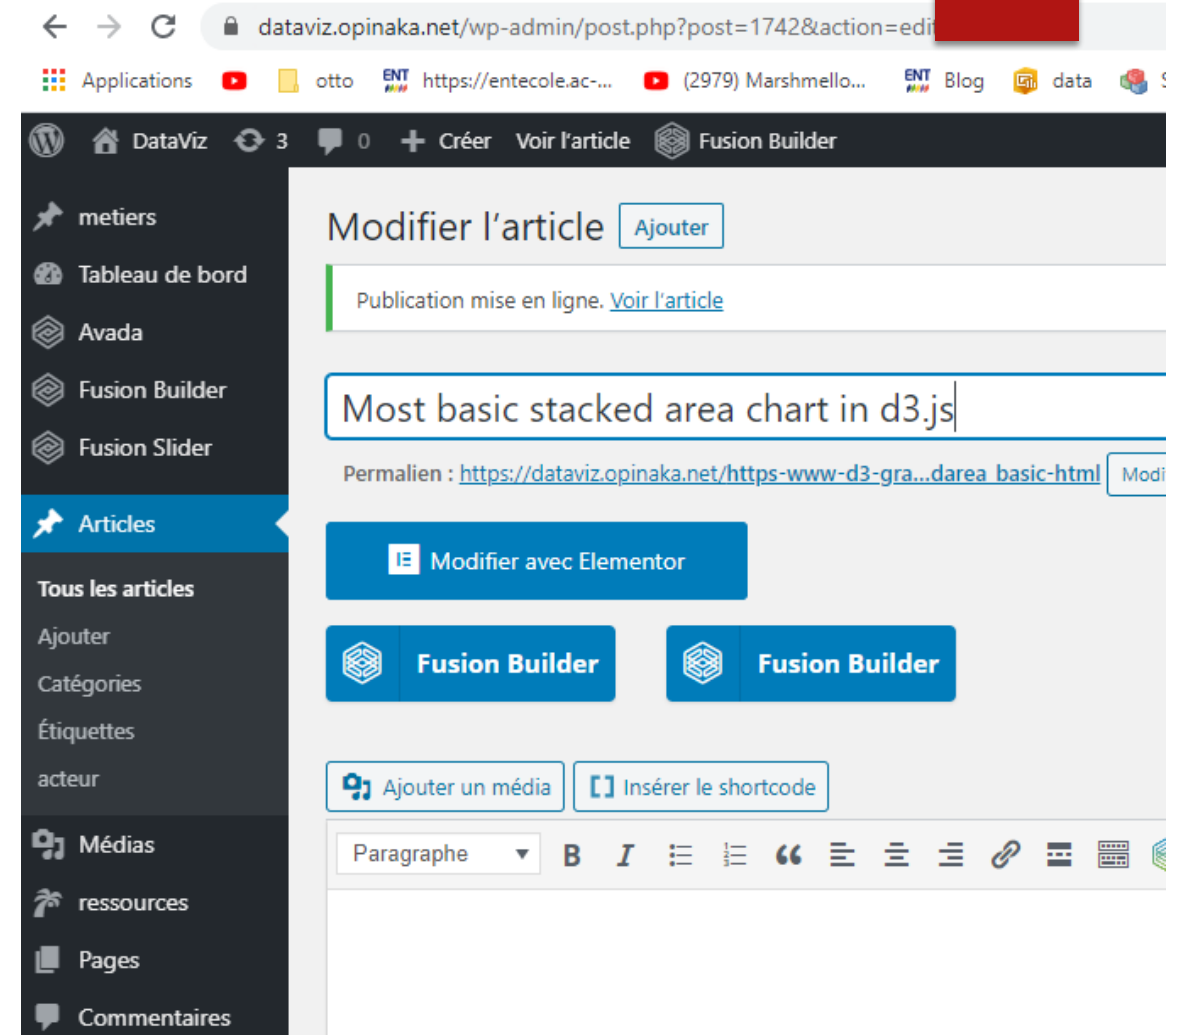 dataviz.opinaka.net/wp-admin/post.php?post=1742&action=edi
Applications otto ENT https://entecole.ac-... (2979) Marshmello... ENT Blog data S
DataViz 3 0 Créer Voir l'article Fusion Builder
metiers
Tableau de bord
Avada
Fusion Builder
Fusion Slider
Articles
Tous les articles
Ajouter
Catégories
Étiquettes
acteur
Médias
ressources
Pages
Commentaires
Modifier l’article Ajouter
Publication mise en ligne. Voir l’article
Most basic stacked area chart in d3.js
Permalien : https://dataviz.opinaka.net/https-www-d3-gra...darea_basic-html Modi
Modifier avec Elementor
Fusion Builder Fusion Builder
Ajouter un média Insérer le shortcode
Paragraphe B I